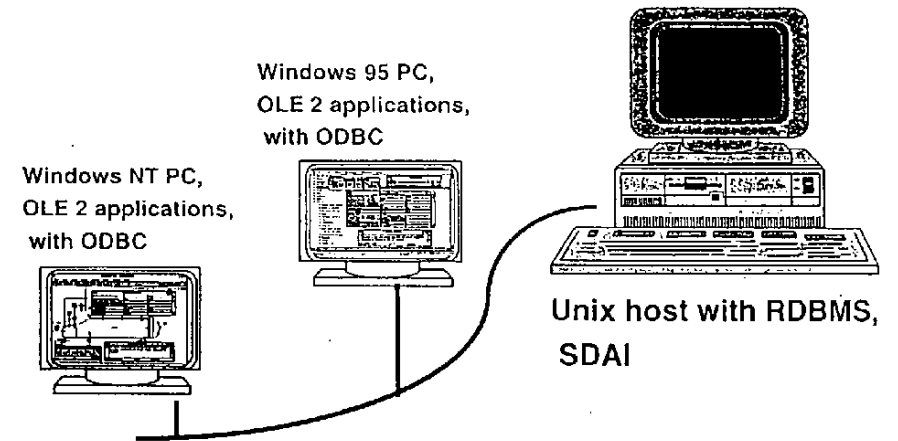 Windows 95 PC,
OLE 2 applications,
with ODBC
Windows NT PC,
OLE 2 applications,
with ODBC
Unix host with RDBMS,
SDAI